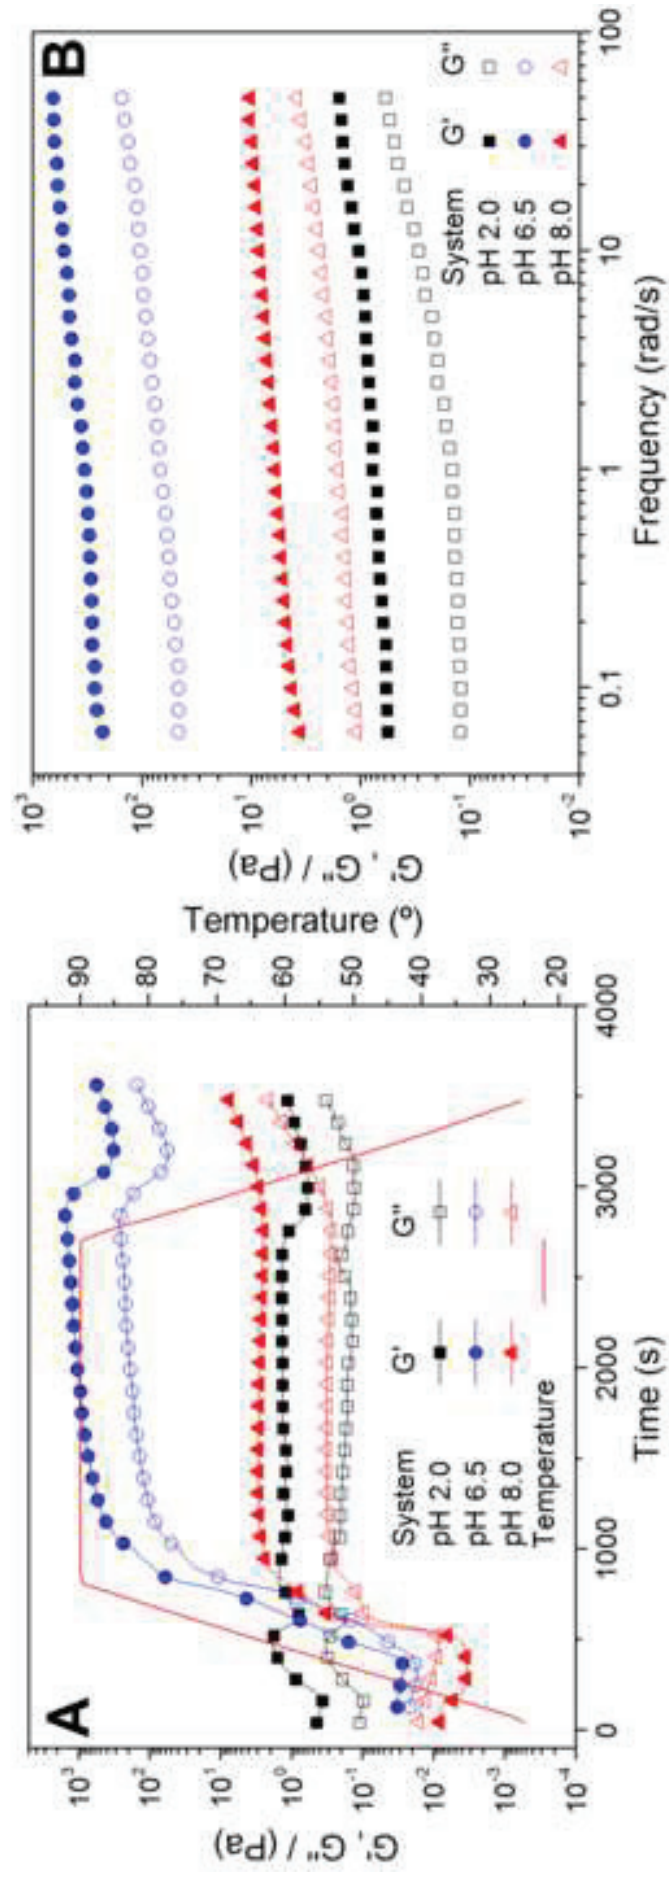 A
G', G'' / (Pa)
10³
10²
10¹
10⁰
10⁻¹
10⁻²
10⁻³
10⁻⁴
0
1000
2000
3000
4000
Time (s)
90
80
70
60
50
40
30
20
Temperature (º)
System G' G''
pH 2.0
pH 6.5
pH 8.0
Temperature
B
G', G'' / (Pa)
10³
10²
10¹
10⁰
10⁻¹
10⁻²
0.1
1
10
100
Frequency (rad/s)
System G' G''
pH 2.0
pH 6.5
pH 8.0